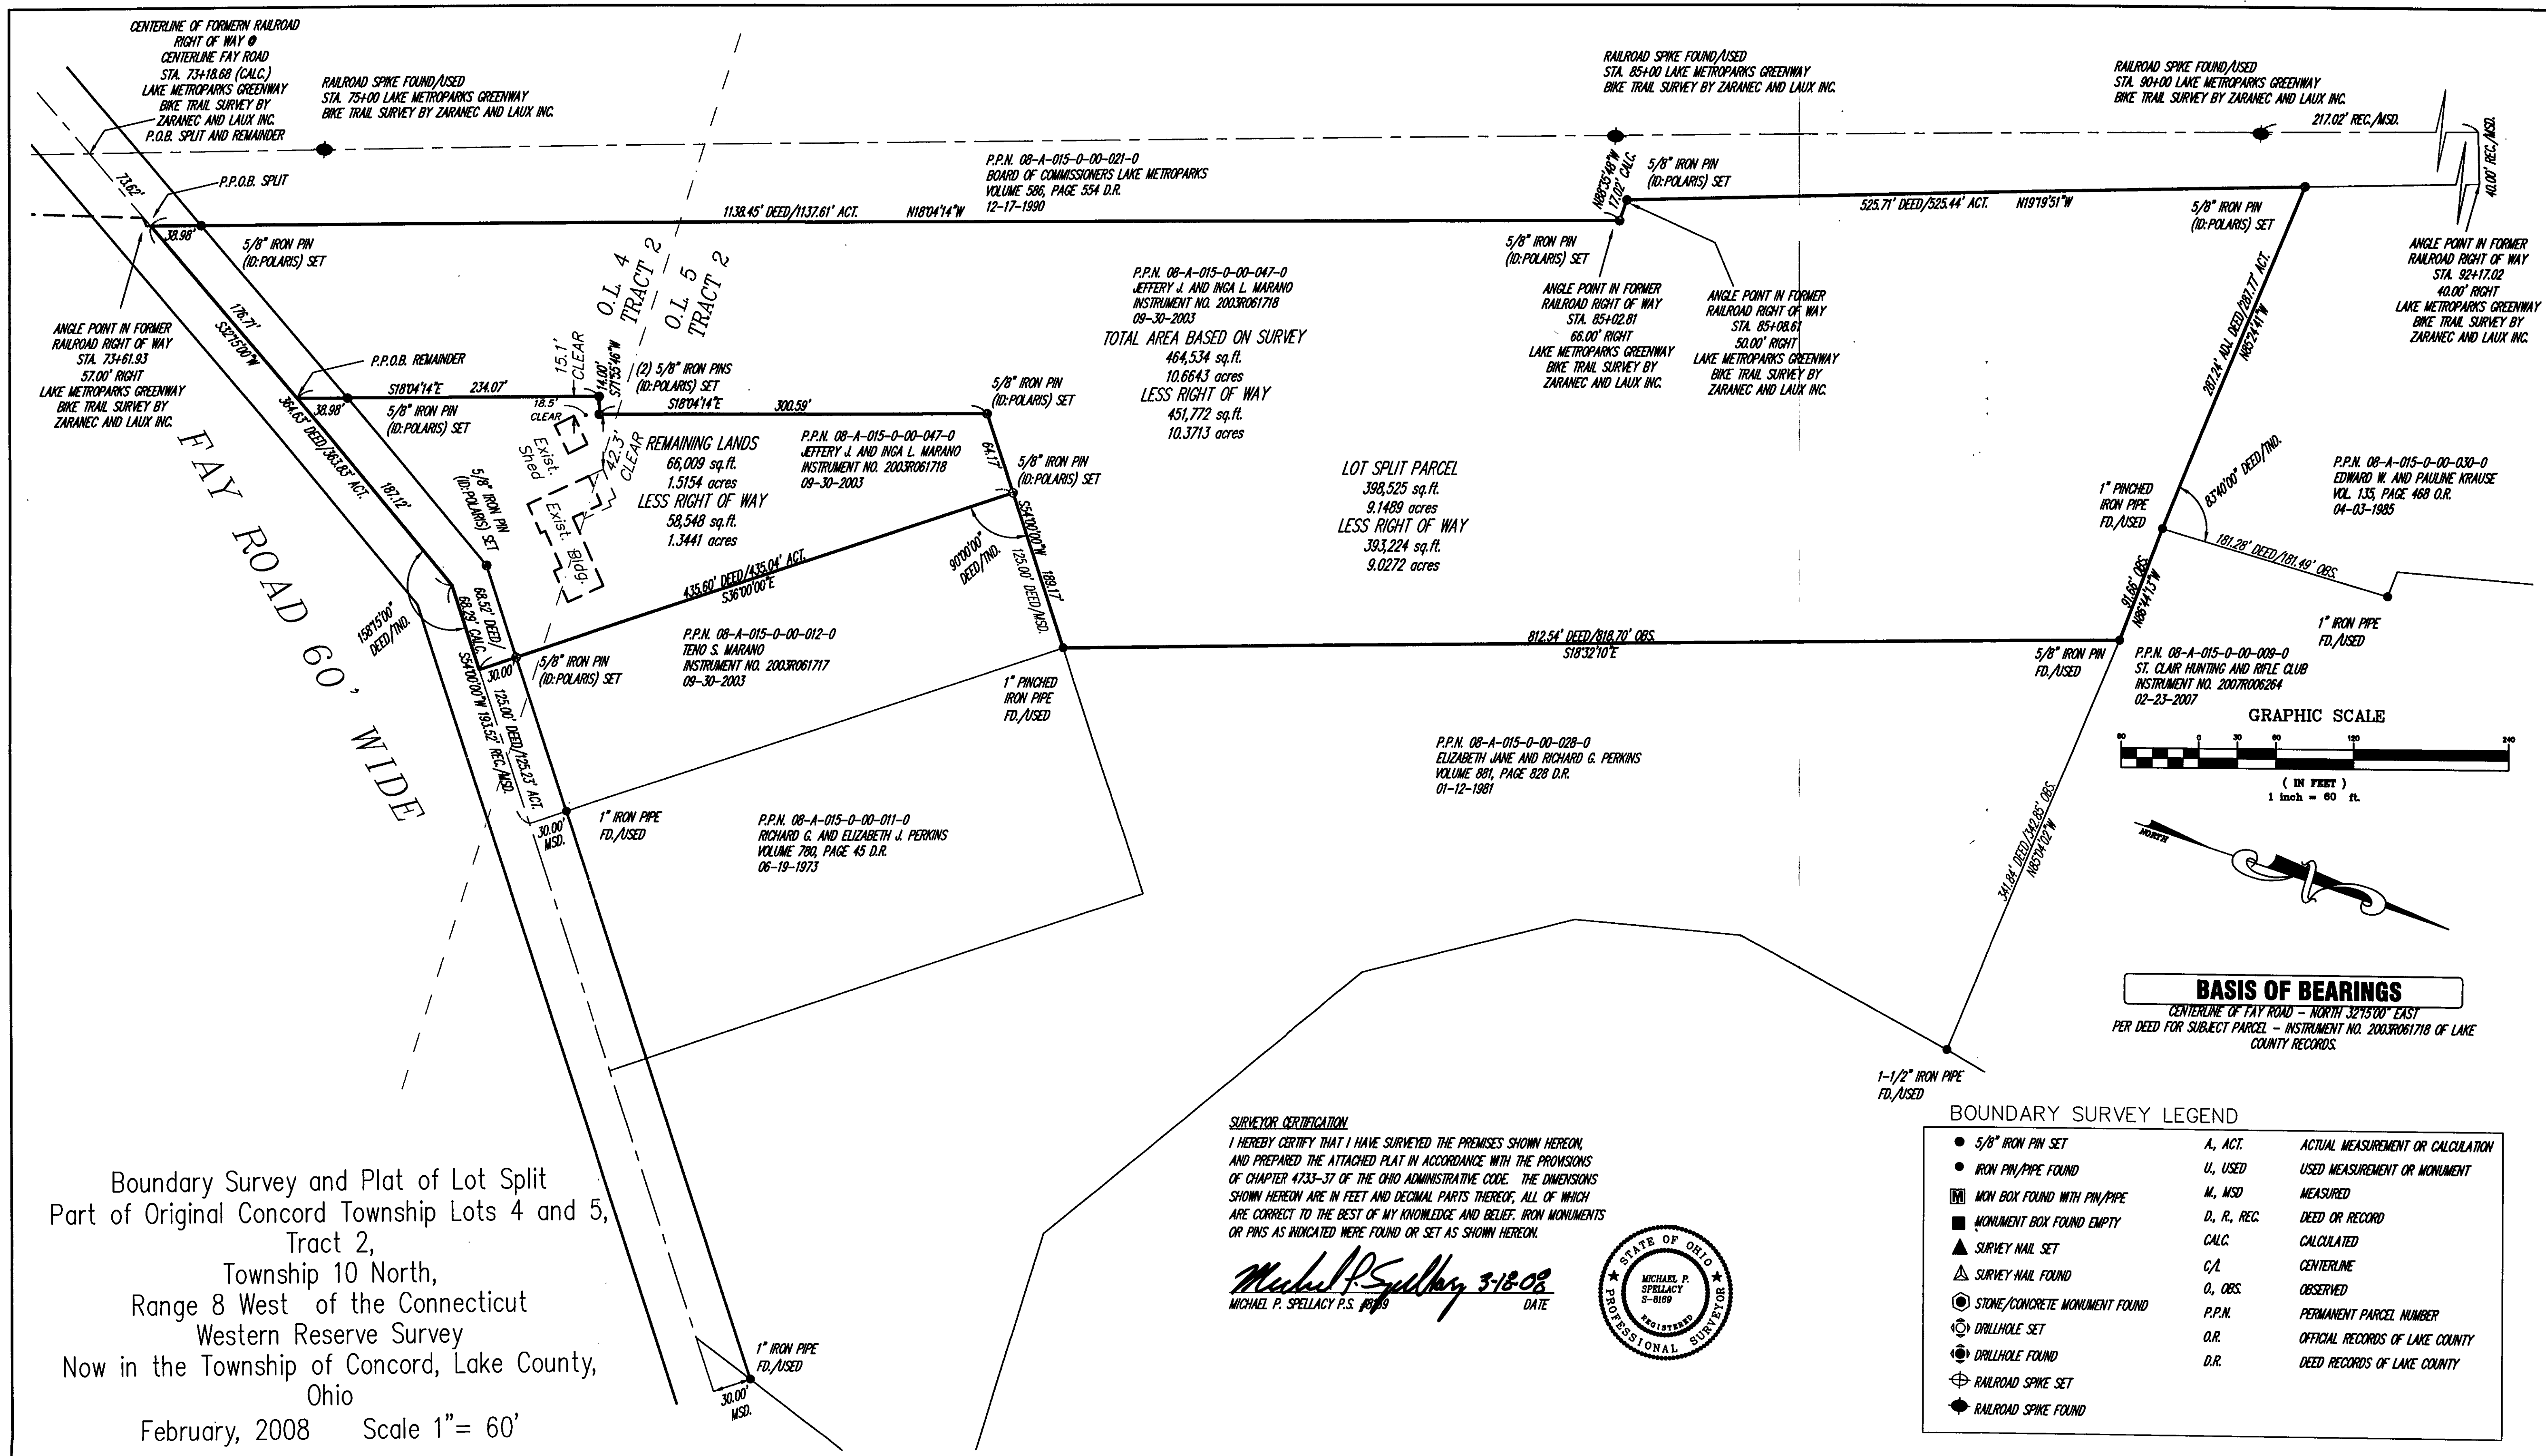 CENTERLINE OF FORMERN RAILROAD
RIGHT OF WAY @
CENTERLINE FAY ROAD
STA. 73+18.68 (CALC.)
LAKE METROPARKS GREENWAY
BIKE TRAIL SURVEY BY
ZARANEC AND LAUX INC.
P.O.B. SPLIT AND REMAINDER
RAILROAD SPIKE FOUND/USED
STA. 75+00 LAKE METROPARKS GREENWAY
BIKE TRAIL SURVEY BY ZARANEC AND LAUX INC.
RAILROAD SPIKE FOUND/USED
STA. 85+00 LAKE METROPARKS GREENWAY
BIKE TRAIL SURVEY BY ZARANEC AND LAUX INC.
RAILROAD SPIKE FOUND/USED
STA. 90+00 LAKE METROPARKS GREENWAY
BIKE TRAIL SURVEY BY ZARANEC AND LAUX INC.
217.02' REC./MSD.
40.00' REC/MSD.
73.62'
P.P.O.B. SPLIT
P.P.N. 08-A-015-0-00-021-0
BOARD OF COMMISSIONERS LAKE METROPARKS
VOLUME 586, PAGE 554 D.R.
12-17-1990
N88°35'48"W
17.02' CALC.
5/8" IRON PIN
(ID:POLARIS) SET
1138.45' DEED/1137.61' ACT. N18°04'14"W
525.71' DEED/525.44' ACT. N19°19'51"W
5/8" IRON PIN
(ID:POLARIS) SET
38.98'
5/8" IRON PIN
(ID:POLARIS) SET
5/8" IRON PIN
(ID:POLARIS) SET
ANGLE POINT IN FORMER
RAILROAD RIGHT OF WAY
STA. 92+17.02
40.00' RIGHT
LAKE METROPARKS GREENWAY
BIKE TRAIL SURVEY BY
ZARANEC AND LAUX INC.
O.L. 4
TRACT 2
O.L. 5
TRACT 2
P.P.N. 08-A-015-0-00-047-0
JEFFERY J. AND INGA L. MARANO
INSTRUMENT NO. 2003R061718
09-30-2003
TOTAL AREA BASED ON SURVEY
464,534 sq.ft.
10.6643 acres
LESS RIGHT OF WAY
451,772 sq.ft.
10.3713 acres
ANGLE POINT IN FORMER
RAILROAD RIGHT OF WAY
STA. 85+02.81
66.00' RIGHT
LAKE METROPARKS GREENWAY
BIKE TRAIL SURVEY BY
ZARANEC AND LAUX INC.
ANGLE POINT IN FORMER
RAILROAD RIGHT OF WAY
STA. 85+08.61
50.00' RIGHT
LAKE METROPARKS GREENWAY
BIKE TRAIL SURVEY BY
ZARANEC AND LAUX INC.
287.24' ADJ. DEED/287.77' ACT.
N85°24'41"W
ANGLE POINT IN FORMER
RAILROAD RIGHT OF WAY
STA. 73+61.93
57.00' RIGHT
LAKE METROPARKS GREENWAY
BIKE TRAIL SURVEY BY
ZARANEC AND LAUX INC.
176.71'
S32°15'00"W
P.P.O.B. REMAINDER
S18°04'14"E 234.07'
38.98'
5/8" IRON PIN
(ID:POLARIS) SET
15.1'
CLEAR
14.00'
S71°55'46"W
(2) 5/8" IRON PINS
(ID:POLARIS) SET
18.5'
CLEAR
S18°04'14"E 300.59'
5/8" IRON PIN
(ID:POLARIS) SET
42.3'
CLEAR
Exist.
Shed
Exist. Bldg.
REMAINING LANDS
66,009 sq.ft.
1.5154 acres
LESS RIGHT OF WAY
58,548 sq.ft.
1.3441 acres
P.P.N. 08-A-015-0-00-047-0
JEFFERY J. AND INGA L. MARANO
INSTRUMENT NO. 2003R061718
09-30-2003
64.17'
5/8" IRON PIN
(ID:POLARIS) SET
364.63' DEED/363.83' ACT.
187.12'
5/8" IRON PIN
(ID:POLARIS) SET
FAY ROAD 60' WIDE
LOT SPLIT PARCEL
398,525 sq.ft.
9.1489 acres
LESS RIGHT OF WAY
393,224 sq.ft.
9.0272 acres
1" PINCHED
IRON PIPE
FD./USED
83°40'00" DEED/TND.
P.P.N. 08-A-015-0-00-030-0
EDWARD W. AND PAULINE KRAUSE
VOL. 135, PAGE 468 O.R.
04-03-1985
181.28' DEED/181.49' OBS.
1" IRON PIPE
FD./USED
91.66' OBS.
N86°44'13"W
435.60' DEED/435.04' ACT.
S36°00'00"E
90°00'00"
DEED/TND.
S54°00'00"W
189.17'
125.00' DEED/MSD.
158°15'00"
DEED/TND.
68.52' DEED/
68.29' CALC.
30.00'
5/8" IRON PIN
(ID:POLARIS) SET
P.P.N. 08-A-015-0-00-012-0
TENO S. MARANO
INSTRUMENT NO. 2003R061717
09-30-2003
1" PINCHED
IRON PIPE
FD./USED
812.54' DEED/818.70' OBS.
S18°32'10"E
5/8" IRON PIN
FD./USED
P.P.N. 08-A-015-0-00-009-0
ST. CLAIR HUNTING AND RIFLE CLUB
INSTRUMENT NO. 2007R006264
02-23-2007
S54°00'00"W 193.52' REC./MSD.
125.00' DEED/125.23' ACT.
30.00'
MSD.
1" IRON PIPE
FD./USED
P.P.N. 08-A-015-0-00-028-0
ELIZABETH JANE AND RICHARD G. PERKINS
VOLUME 881, PAGE 828 D.R.
01-12-1981
P.P.N. 08-A-015-0-00-011-0
RICHARD G. AND ELIZABETH J. PERKINS
VOLUME 780, PAGE 45 D.R.
06-19-1973
341.84' DEED/342.85' OBS.
N85°04'02"W
GRAPHIC SCALE
60 0 30 60 120 240
( IN FEET )
1 inch = 60 ft.
NORTH
BASIS OF BEARINGS
CENTERLINE OF FAY ROAD - NORTH 32°15'00" EAST
PER DEED FOR SUBJECT PARCEL - INSTRUMENT NO. 2003R061718 OF LAKE
COUNTY RECORDS.
1-1/2" IRON PIPE
FD./USED
1" IRON PIPE
FD./USED
30.00'
MSD.
Boundary Survey and Plat of Lot Split
Part of Original Concord Township Lots 4 and 5,
Tract 2,
Township 10 North,
Range 8 West of the Connecticut
Western Reserve Survey
Now in the Township of Concord, Lake County,
Ohio
February, 2008 Scale 1"= 60'
SURVEYOR CERTIFICATION
I HEREBY CERTIFY THAT I HAVE SURVEYED THE PREMISES SHOWN HEREON,
AND PREPARED THE ATTACHED PLAT IN ACCORDANCE WITH THE PROVISIONS
OF CHAPTER 4733-37 OF THE OHIO ADMINISTRATIVE CODE. THE DIMENSIONS
SHOWN HEREON ARE IN FEET AND DECIMAL PARTS THEREOF, ALL OF WHICH
ARE CORRECT TO THE BEST OF MY KNOWLEDGE AND BELIEF. IRON MONUMENTS
OR PINS AS INDICATED WERE FOUND OR SET AS SHOWN HEREON.
Michael P. Spellacy 3-18-08
MICHAEL P. SPELLACY P.S. DATE
STATE OF OHIO
MICHAEL P.
SPELLACY
S-8169
REGISTERED
PROFESSIONAL SURVEYOR
BOUNDARY SURVEY LEGEND
5/8" IRON PIN SET A., ACT. ACTUAL MEASUREMENT OR CALCULATION
IRON PIN/PIPE FOUND U., USED USED MEASUREMENT OR MONUMENT
M MON BOX FOUND WITH PIN/PIPE M., MSD MEASURED
MONUMENT BOX FOUND EMPTY D., R., REC. DEED OR RECORD
SURVEY NAIL SET CALC. CALCULATED
SURVEY NAIL FOUND C/L CENTERLINE
STONE/CONCRETE MONUMENT FOUND O., OBS. OBSERVED
DRILLHOLE SET P.P.N. PERMANENT PARCEL NUMBER
DRILLHOLE FOUND O.R. OFFICIAL RECORDS OF LAKE COUNTY
RAILROAD SPIKE SET D.R. DEED RECORDS OF LAKE COUNTY
RAILROAD SPIKE FOUND